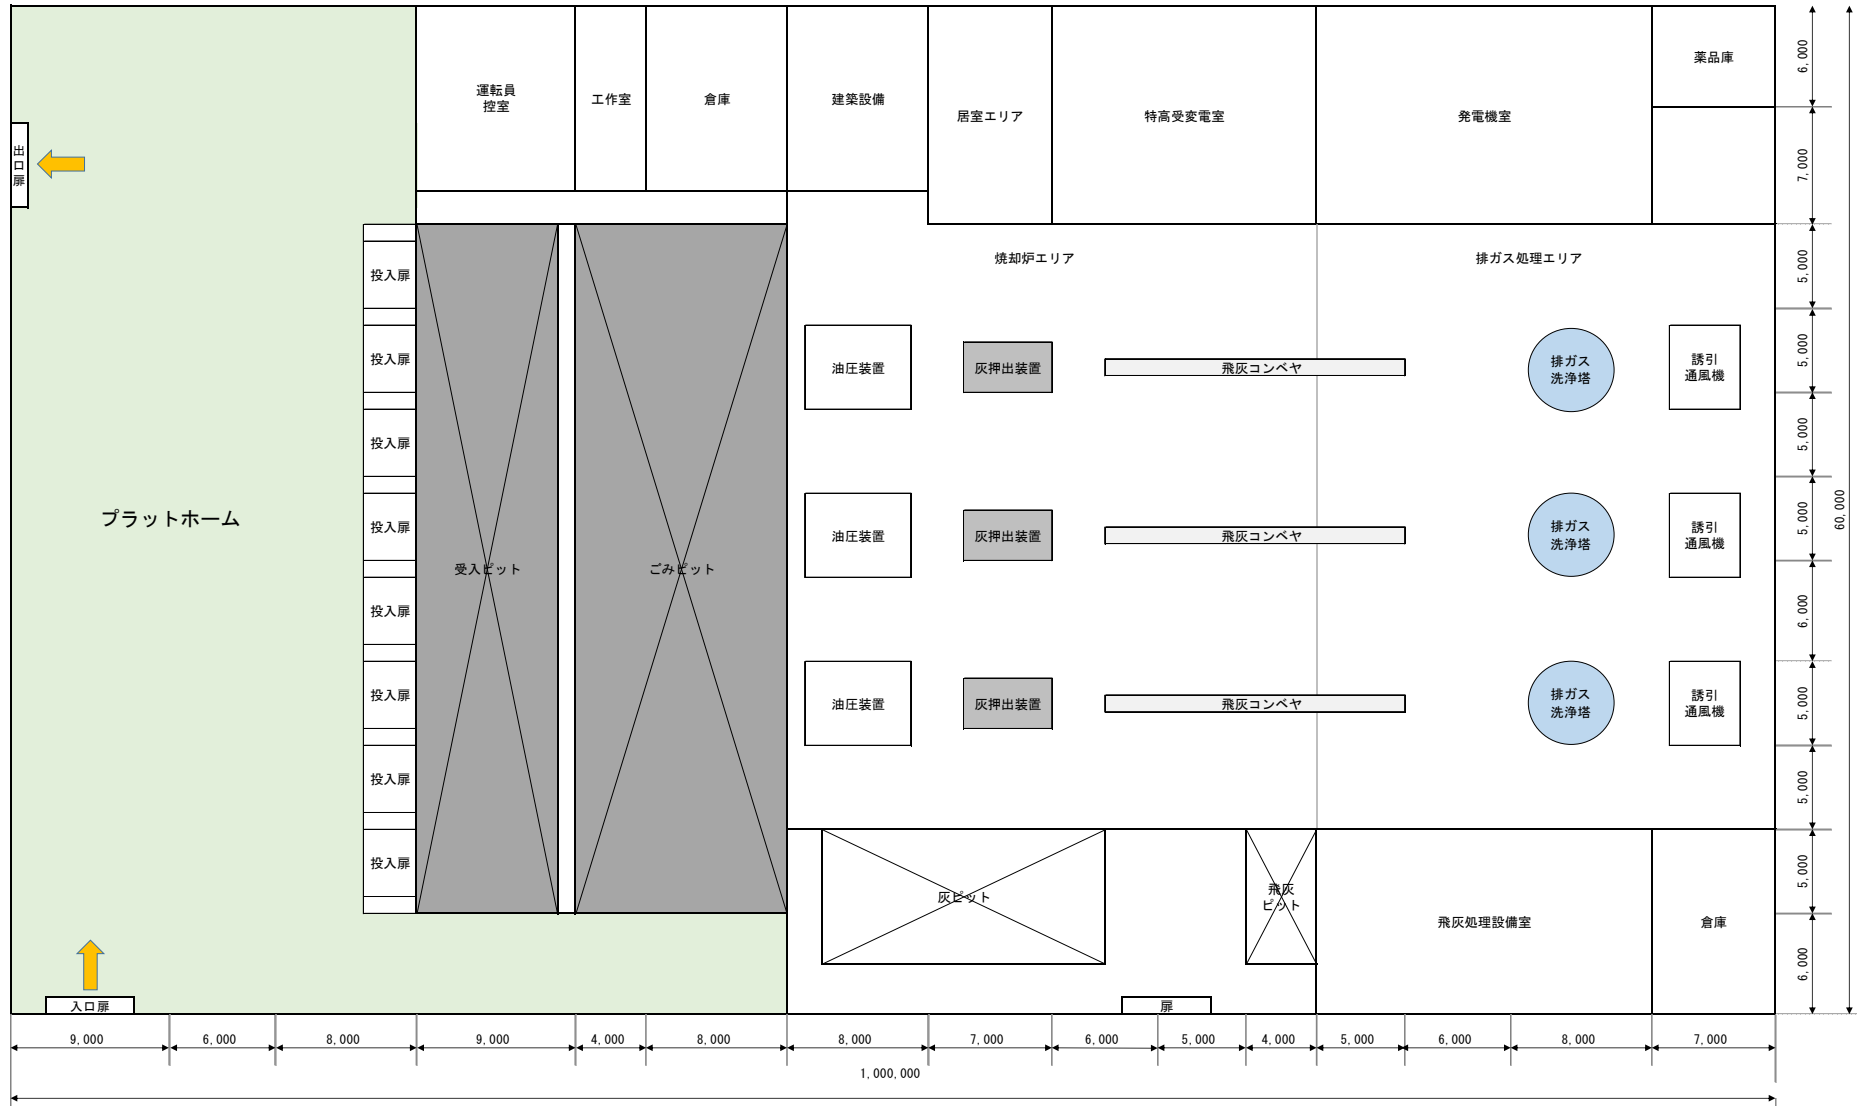 運転員
控室
工作室
倉庫
建築設備
居室エリア
特高受変電室
発電機室
薬品庫
出口扉
焼却炉エリア
排ガス処理エリア
投入扉
投入扉
投入扉
投入扉
投入扉
投入扉
投入扉
投入扉
プラットホーム
受入ピット
ごみピット
油圧装置
灰押出装置
飛灰コンベヤ
排ガス
洗浄塔
誘引
通風機
油圧装置
灰押出装置
飛灰コンベヤ
排ガス
洗浄塔
誘引
通風機
油圧装置
灰押出装置
飛灰コンベヤ
排ガス
洗浄塔
誘引
通風機
灰ピット
飛灰
ピット
飛灰処理設備室
倉庫
入口扉
扉
6,000
7,000
5,000
5,000
5,000
5,000
6,000
5,000
5,000
5,000
6,000
60,000
9,000
6,000
8,000
9,000
4,000
8,000
8,000
7,000
6,000
5,000
4,000
5,000
6,000
8,000
7,000
1,000,000